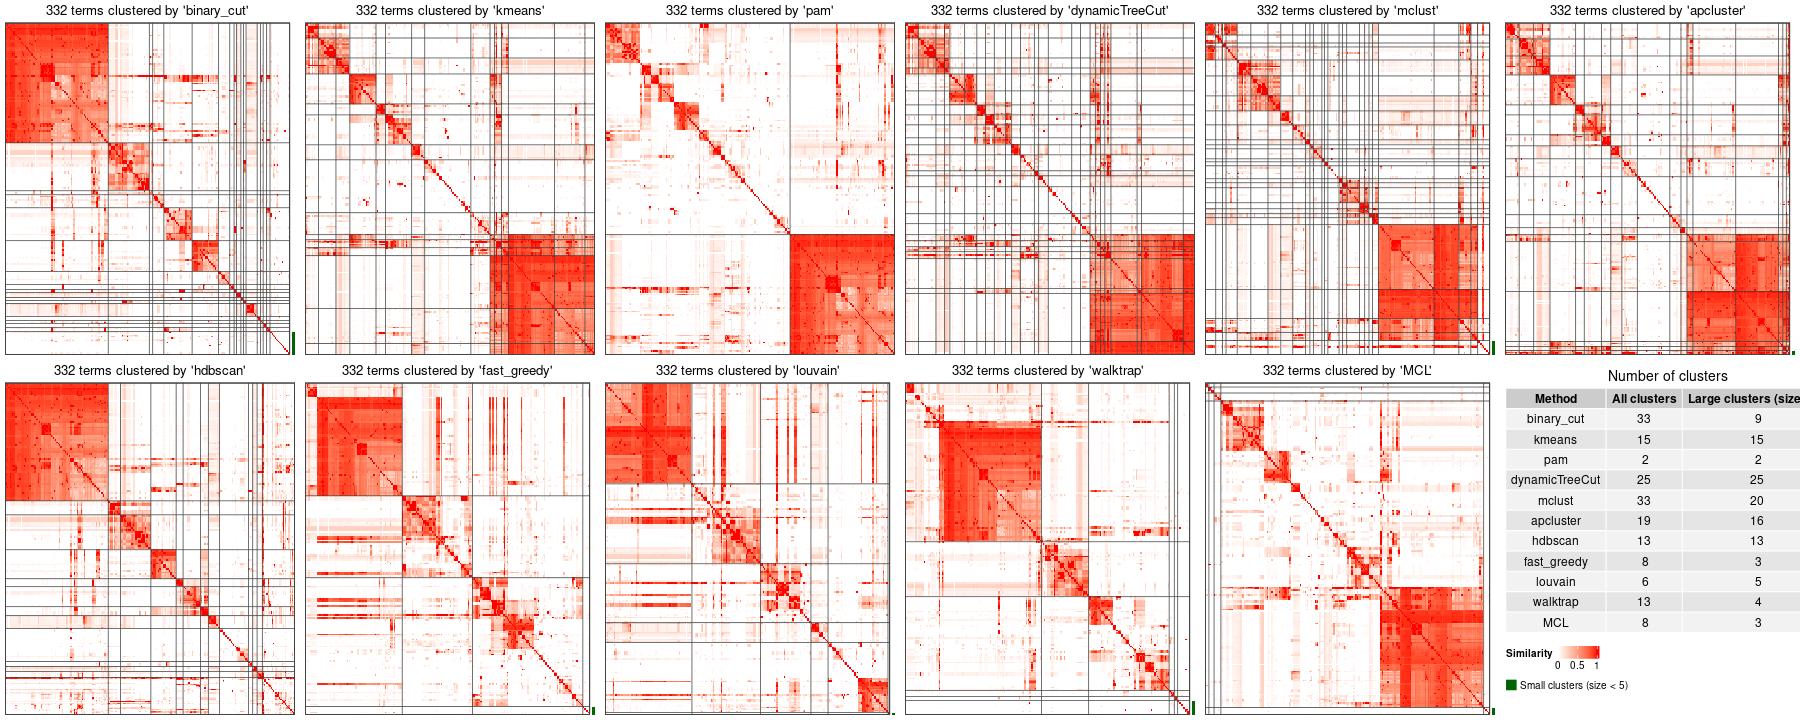 332 terms clustered by 'binary_cut'
332 terms clustered by 'kmeans'
332 terms clustered by 'pam'
332 terms clustered by 'dynamicTreeCut'
332 terms clustered by 'mclust'
332 terms clustered by 'apcluster'
332 terms clustered by 'hdbscan'
332 terms clustered by 'fast_greedy'
332 terms clustered by 'louvain'
332 terms clustered by 'walktrap'
332 terms clustered by 'MCL'
Number of clusters
Method All clusters Large clusters (size
binary_cut 33 9
kmeans 15 15
pam 2 2
dynamicTreeCut 25 25
mclust 33 20
apcluster 19 16
hdbscan 13 13
fast_greedy 8 3
louvain 6 5
walktrap 13 4
MCL 8 3
Similarity
0 0.5 1
Small clusters (size < 5)